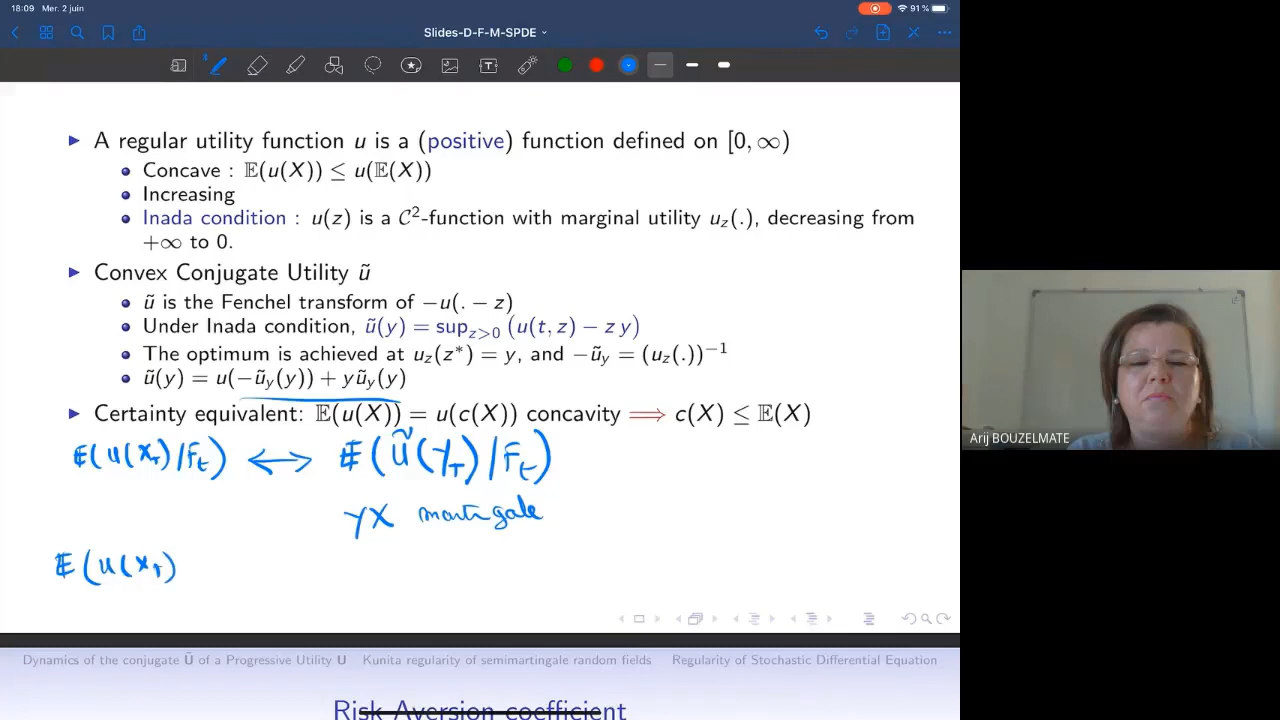 18:09 Mer. 2 juin
91 %
Slides-D-F-M-SPDE
A regular utility function u is a (positive) function defined on [0, ∞)
Concave : 𝔼(u(X)) ≤ u(𝔼(X))
Increasing
Inada condition : u(z) is a 𝒞²-function with marginal utility u_z(.), decreasing from
+∞ to 0.
Convex Conjugate Utility ũ
ũ is the Fenchel transform of −u(. − z)
Under Inada condition, ũ(y) = sup_{z>0} (u(t, z) − z y)
The optimum is achieved at u_z(z*) = y, and −ũ_y = (u_z(.))⁻¹
ũ(y) = u(−ũ_y(y)) + yũ_y(y)
Certainty equivalent: 𝔼(u(X)) = u(c(X)) concavity ⟹ c(X) ≤ 𝔼(X)
𝔼(U(X_T)/F_t) ⟷ 𝔼(Ũ(Y_T)/F_t)
YX martingale
𝔼(U(X_T)
Arij BOUZELMATE
Dynamics of the conjugate Ũ of a Progressive Utility U Kunita regularity of semimartingale random fields Regularity of Stochastic Differential Equation
Risk Aversion coefficient